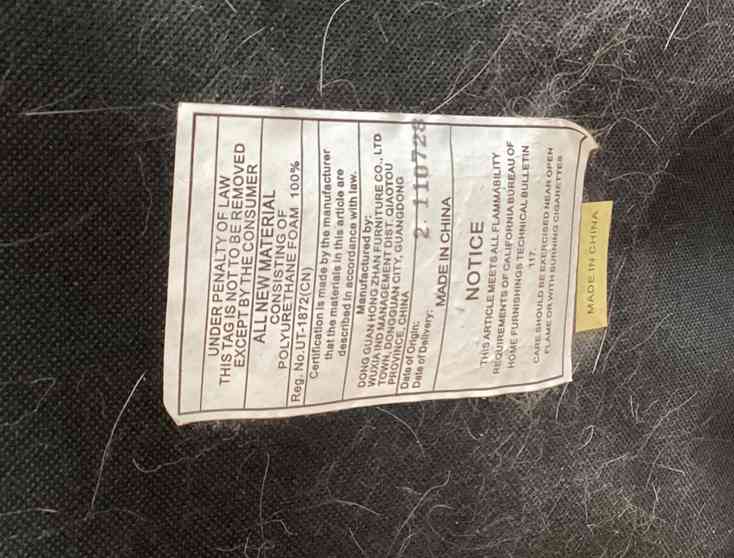 UNDER PENALTY OF LAW
THIS TAG IS NOT TO BE REMOVED
EXCEPT BY THE CONSUMER
ALL NEW MATERIAL
CONSISTING OF
POLYURETHANE FOAM 100%
Reg. No.UT-1872(CN)
Certification is made by the manufacturer
that the materials in this article are
described in accordance with law.
Manufactured by:
DONG GUAN HONG ZHAN FURNITURE CO., LTD
WUXIA IND MANAGEMENT DIST. QIAOTOU
TOWN, DONGGUAN CITY, GUANGDONG
PROVINCE, CHINA
Date of Origin:
Date of Delivery:
2. 110728
MADE IN CHINA
NOTICE
THIS ARTICLE MEETS ALL FLAMMABILITY
REQUIREMENTS OF CALIFORNIA BUREAU OF
HOME FURNISHINGS TECHNICAL BULLETIN
117.
CARE SHOULD BE EXERCISED NEAR OPEN
FLAME OR WITH BURNING CIGARETTES
MADE IN CHINA